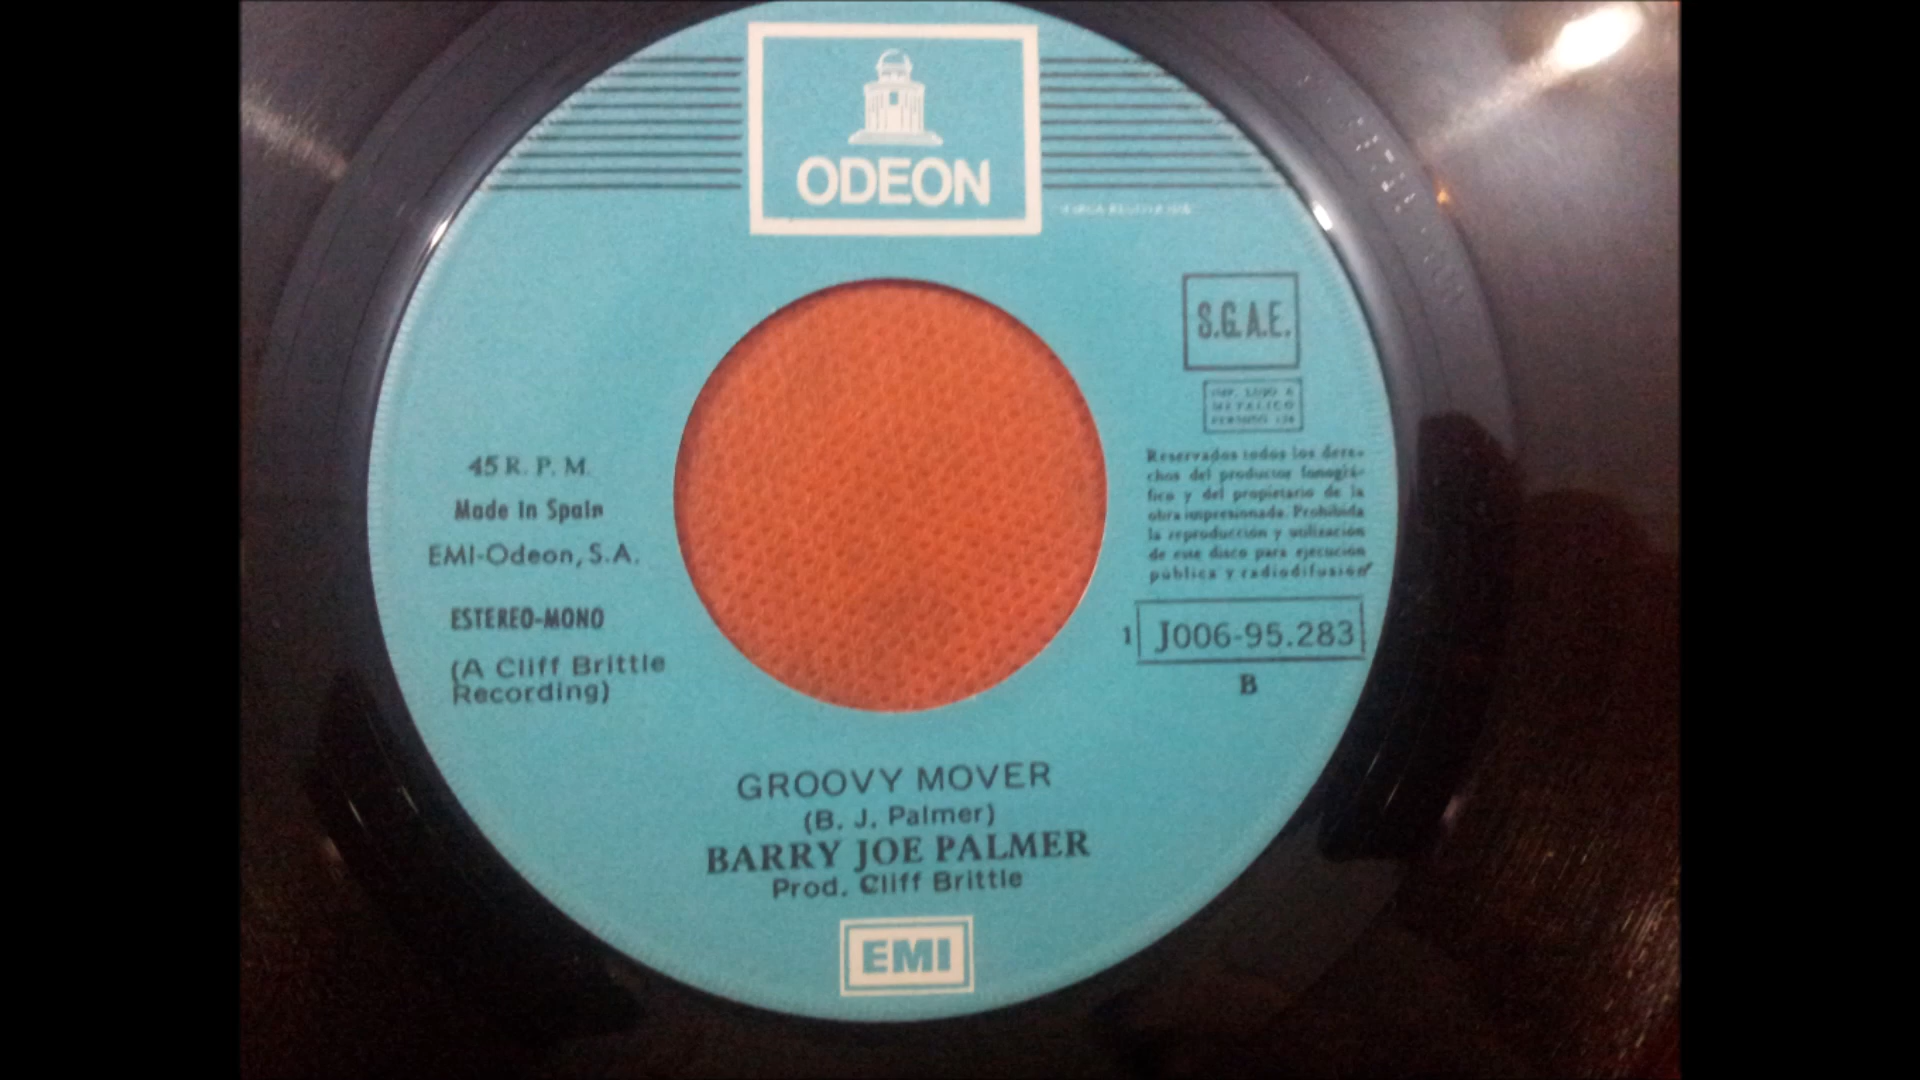 ODEON
S.G.A.E.
Reservados todos los dere-
chos del productor fonográ-
fico y del propietario de la
obra impresionada. Prohibida
la reproducción y utilización
de este disco para ejecución
pública y radiodifusión
45 R. P. M.
Made in Spain
EMI-Odeon, S.A.
ESTEREO-MONO
(A Cliff Brittle
Recording)
1 J006-95.283
B
GROOVY MOVER
(B. J. Palmer)
BARRY JOE PALMER
Prod. Cliff Brittle
EMI